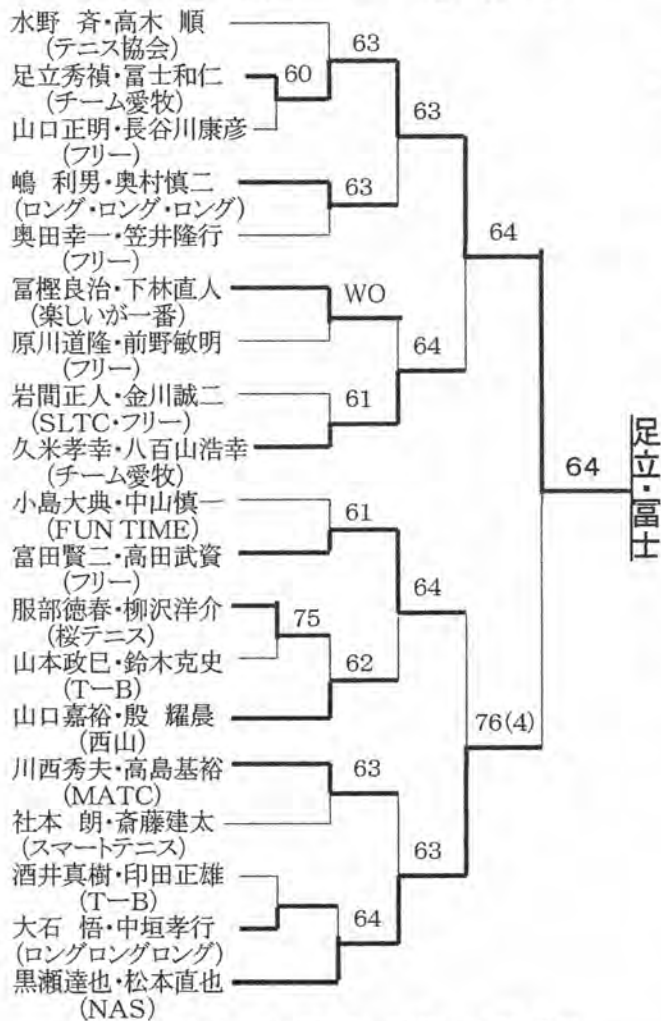 水野 斉・高木 順
(テニス協会)
63
足立秀禎・冨士和仁
60
(チーム愛牧)
63
山口正明・長谷川康彦
(フリー)
嶋 利男・奥村慎二
63
(ロング・ロング・ロング)
奥田幸一・笠井隆行
64
(フリー)
冨樫良治・下林直人
WO
(楽しいが一番)
原川道隆・前野敏明
64
(フリー)
岩間正人・金川誠二
61
(SLTC・フリー)
久米孝幸・八百山浩幸
64
足立・冨士
(チーム愛牧)
小島大典・中山慎一
61
(FUN TIME)
富田賢二・高田武資
64
(フリー)
服部徳春・柳沢洋介
75
(桜テニス)
山本政巳・鈴木克史
62
(TーB)
山口嘉裕・殷 耀晨
76(4)
(西山)
川西秀夫・高島基裕
63
(MATC)
社本 朗・斎藤建太
63
(スマートテニス)
酒井真樹・印田正雄
(TーB)
大石 悟・中垣孝行
64
(ロングロングロング)
黒瀬達也・松本直也
(NAS)